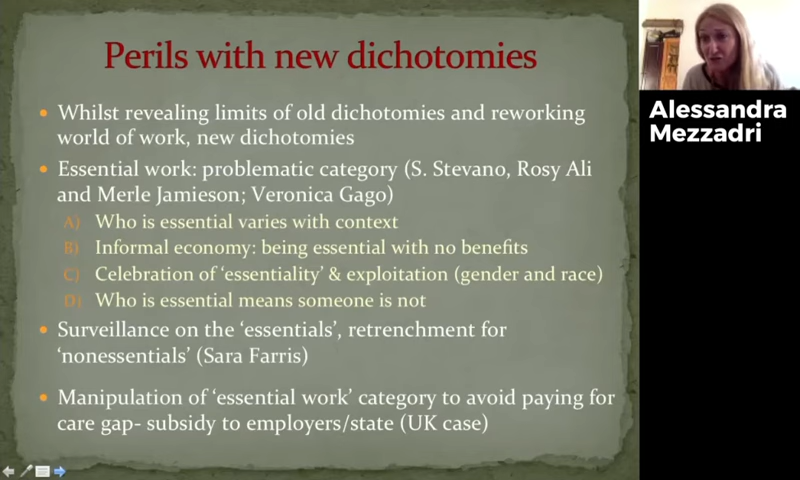 Perils with new dichotomies
Whilst revealing limits of old dichotomies and reworking
world of work, new dichotomies
Essential work: problematic category (S. Stevano, Rosy Ali
and Merle Jamieson; Veronica Gago)
A) Who is essential varies with context
B) Informal economy: being essential with no benefits
C) Celebration of ‘essentiality’ & exploitation (gender and race)
D) Who is essential means someone is not
Surveillance on the ‘essentials’, retrenchment for
‘nonessentials’ (Sara Farris)
Manipulation of ‘essential work’ category to avoid paying for
care gap- subsidy to employers/state (UK case)
Alessandra
Mezzadri